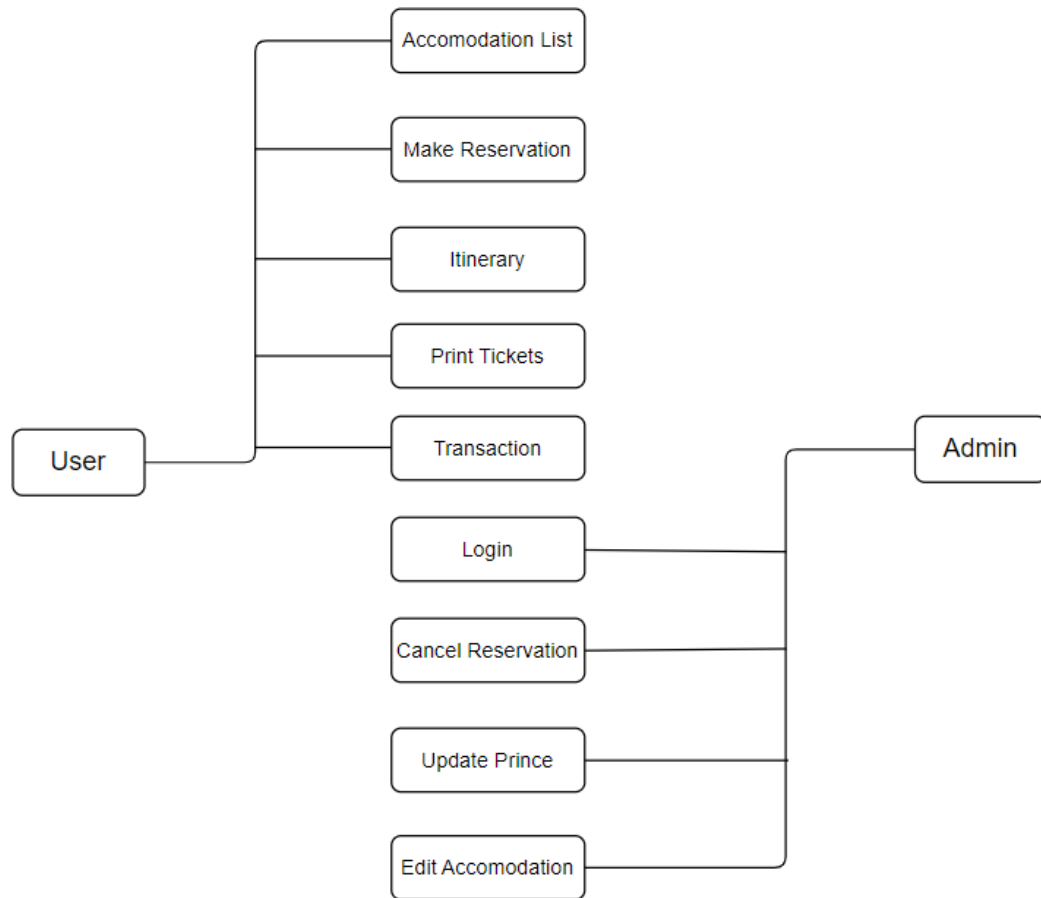 Accomodation List
Make Reservation
Itinerary
Print Tickets
User
Transaction
Admin
Login
Cancel Reservation
Update Prince
Edit Accomodation